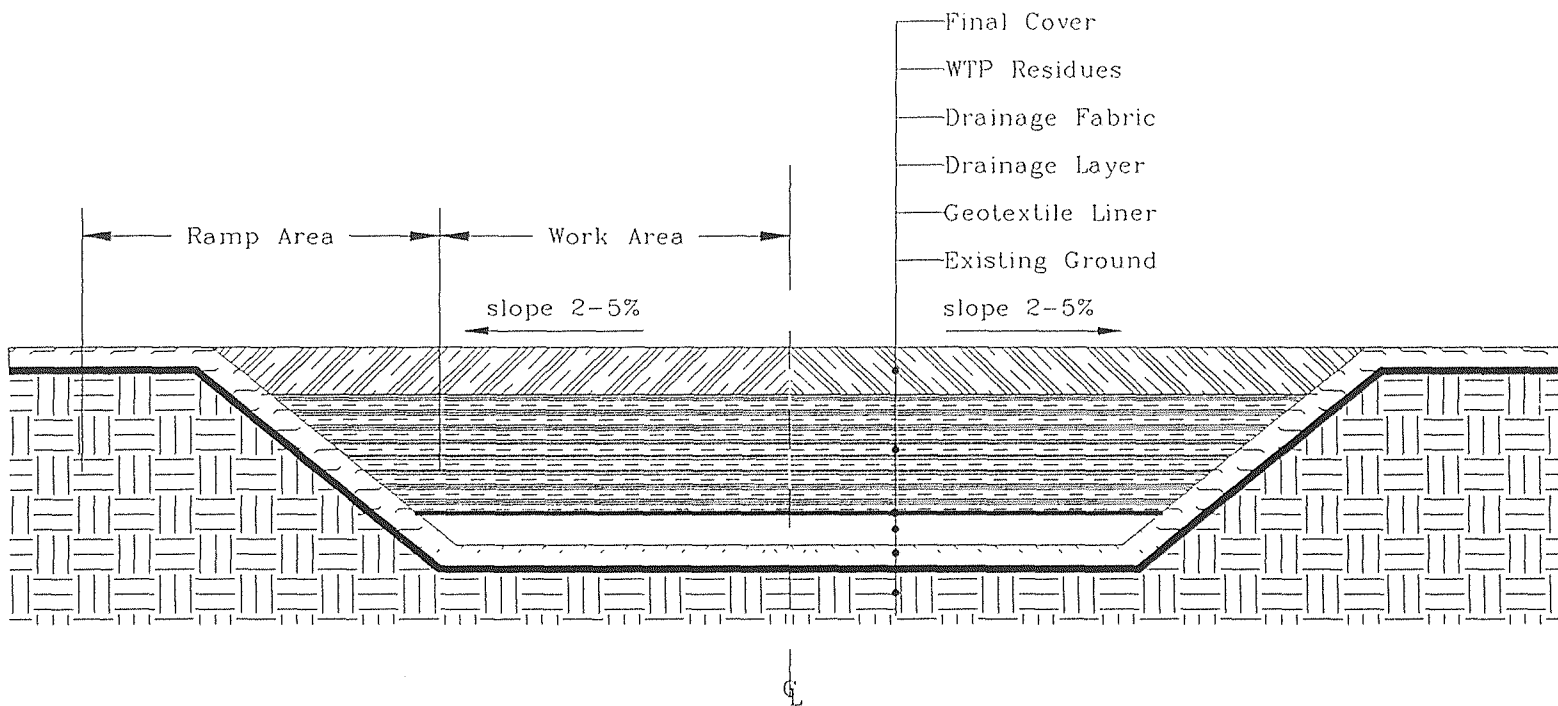 Final Cover
WTP Residues
Drainage Fabric
Drainage Layer
Geotextile Liner
Existing Ground
Ramp Area
Work Area
slope 2-5%
slope 2-5%
℄